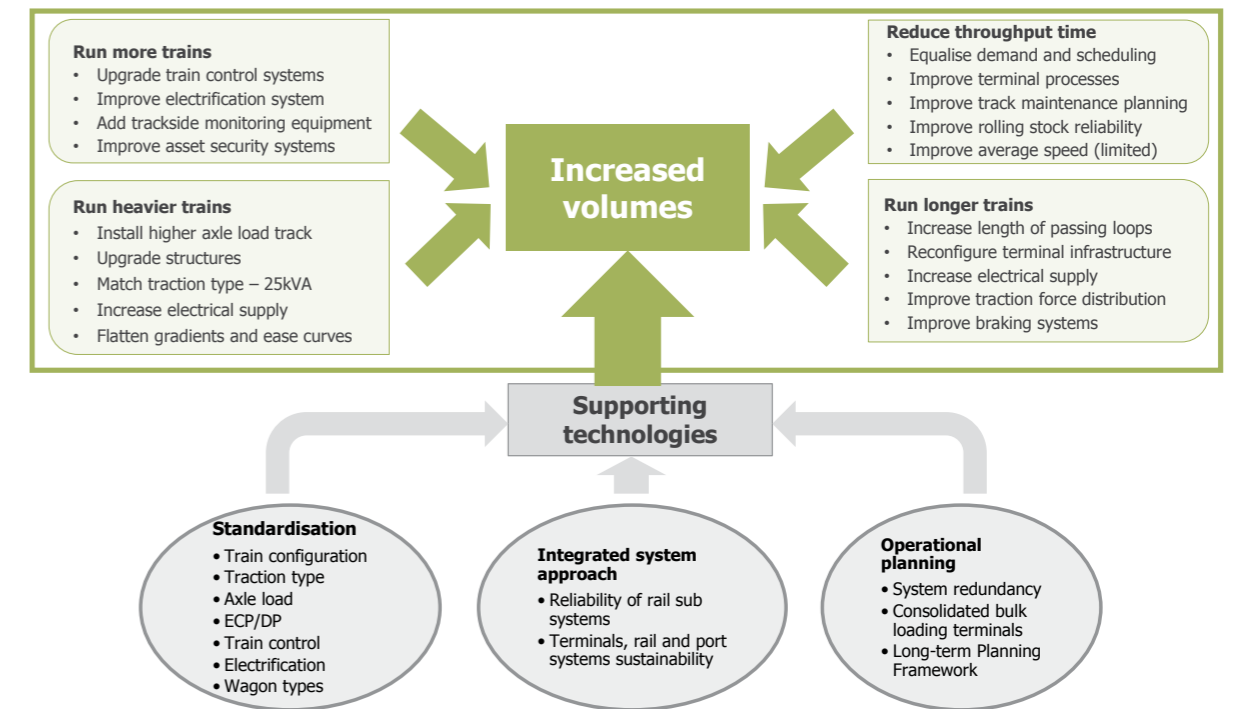 Run more trains
• Upgrade train control systems
• Improve electrification system
• Add trackside monitoring equipment
• Improve asset security systems
Run heavier trains
• Install higher axle load track
• Upgrade structures
• Match traction type – 25kVA
• Increase electrical supply
• Flatten gradients and ease curves
Increased
volumes
Reduce throughput time
• Equalise demand and scheduling
• Improve terminal processes
• Improve track maintenance planning
• Improve rolling stock reliability
• Improve average speed (limited)
Run longer trains
• Increase length of passing loops
• Reconfigure terminal infrastructure
• Increase electrical supply
• Improve traction force distribution
• Improve braking systems
Supporting
technologies
Standardisation
• Train configuration
• Traction type
• Axle load
• ECP/DP
• Train control
• Electrification
• Wagon types
Integrated system
approach
• Reliability of rail sub
systems
• Terminals, rail and port
systems sustainability
Operational
planning
• System redundancy
• Consolidated bulk
loading terminals
• Long-term Planning
Framework